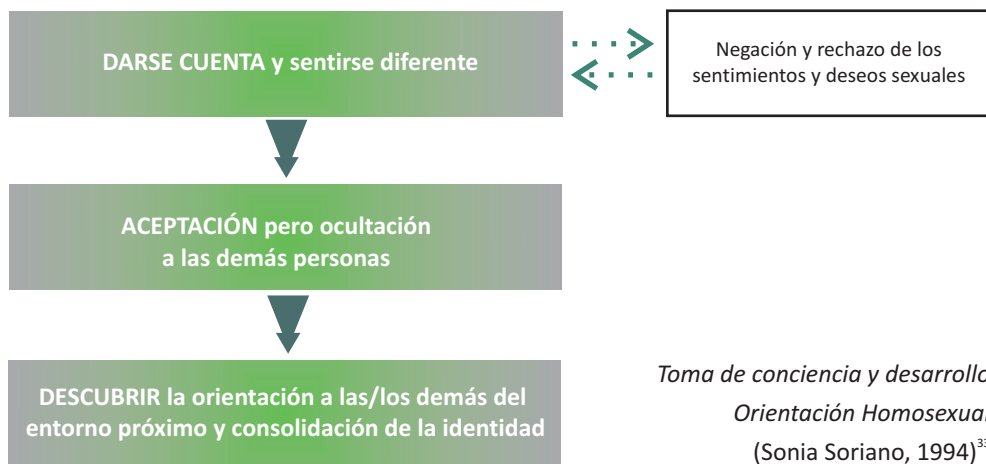 DARSE CUENTA y sentirse diferente
Negación y rechazo de los
sentimientos y deseos sexuales
ACEPTACIÓN pero ocultación
a las demás personas
DESCUBRIR la orientación a las/los demás del
entorno próximo y consolidación de la identidad
Toma de conciencia y desarrollo
Orientación Homosexual
(Sonia Soriano, 1994)³³